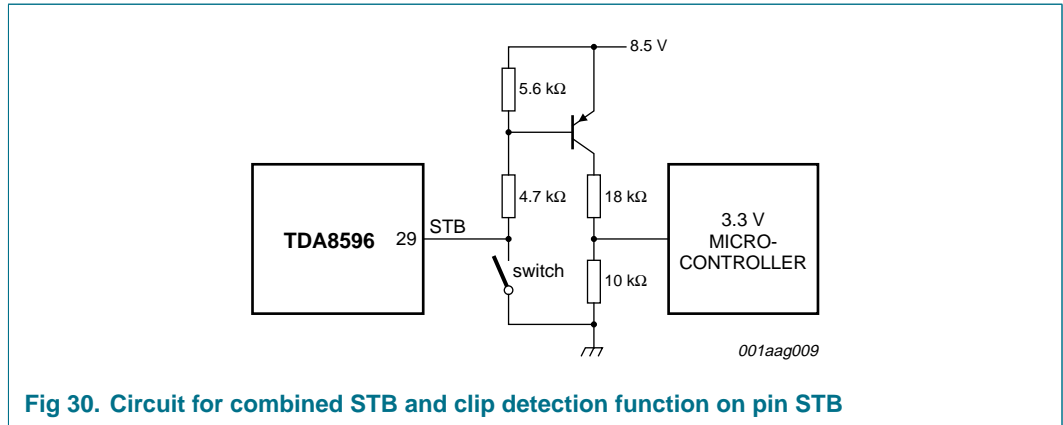 8.5 V
5.6 kΩ
4.7 kΩ
18 kΩ
TDA8596
29
STB
3.3 V
MICRO-
CONTROLLER
switch
10 kΩ
001aag009
Fig 30. Circuit for combined STB and clip detection function on pin STB